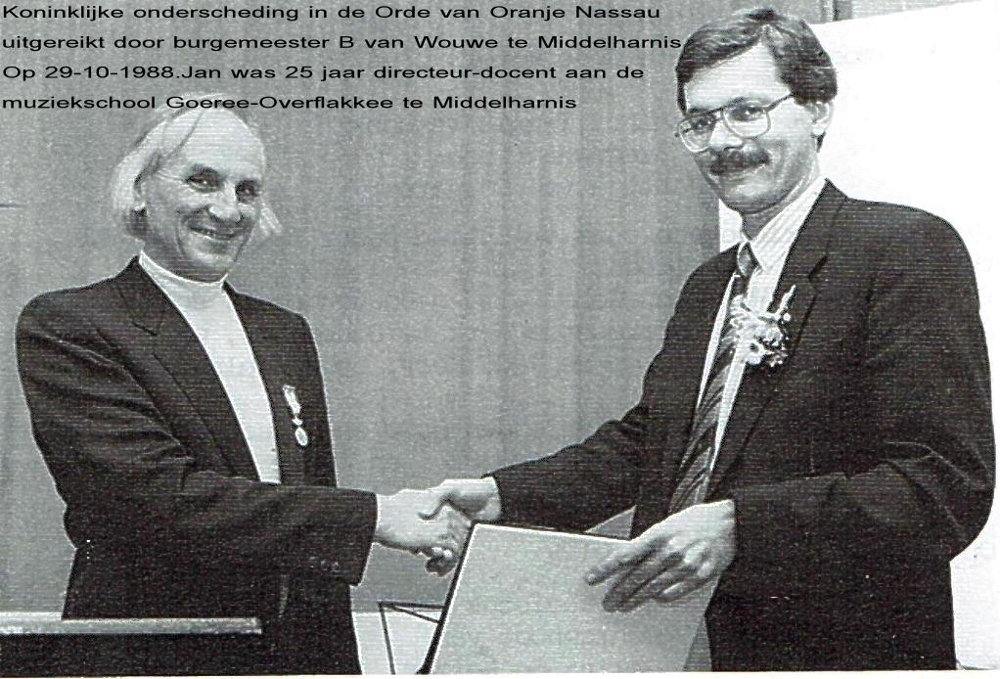 Koninklijke onderscheding in de Orde van Oranje Nassau
uitgereikt door burgemeester B van Wouwe te Middelharnis
Op 29-10-1988.Jan was 25 jaar directeur-docent aan de
muziekschool Goeree-Overflakkee te Middelharnis